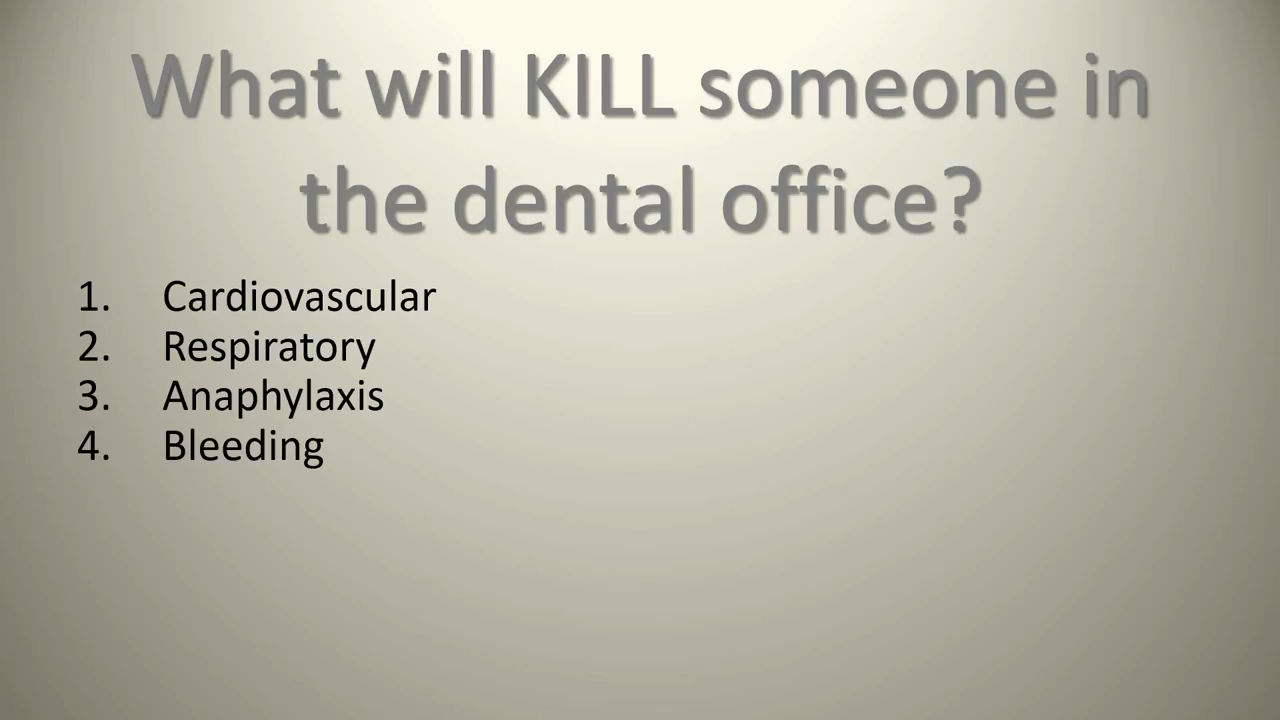 What will KILL someone in
the dental office?
1. Cardiovascular
2. Respiratory
3. Anaphylaxis
4. Bleeding